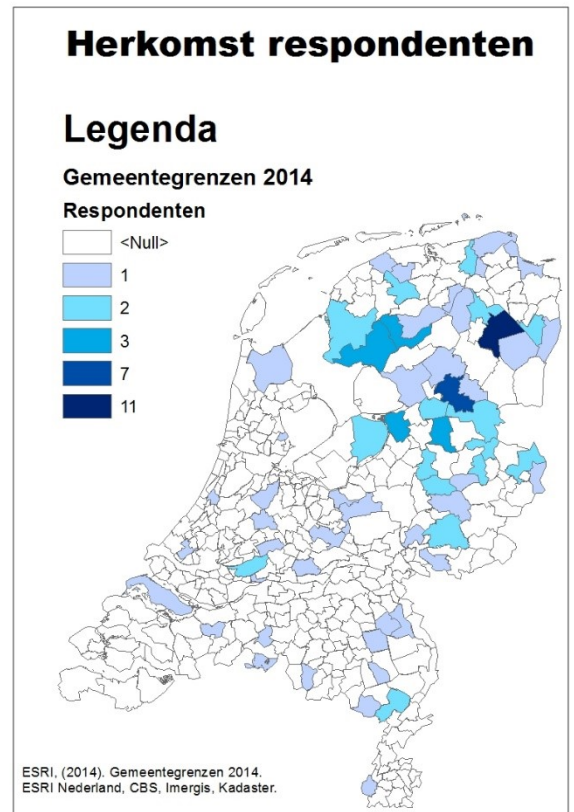 Herkomst respondenten
Legenda
Gemeentegrenzen 2014
Respondenten
<Null>
1
2
3
7
11
ESRI, (2014). Gemeentegrenzen 2014.
ESRI Nederland, CBS, Imergis, Kadaster.